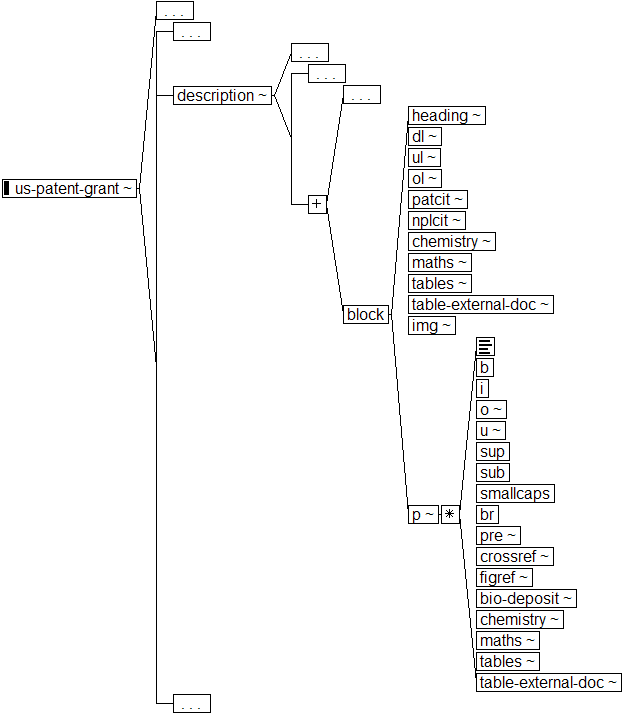 . . .
. . .
. . .
description ~
. . .
. . .
heading ~
dl ~
ul ~
ol ~
us-patent-grant ~
patcit ~
+
nplcit ~
chemistry ~
maths ~
tables ~
table-external-doc ~
block
img ~
b
i
o ~
u ~
sup
sub
smallcaps
p ~
*
br
pre ~
crossref ~
figref ~
bio-deposit ~
chemistry ~
maths ~
tables ~
table-external-doc ~
. . .